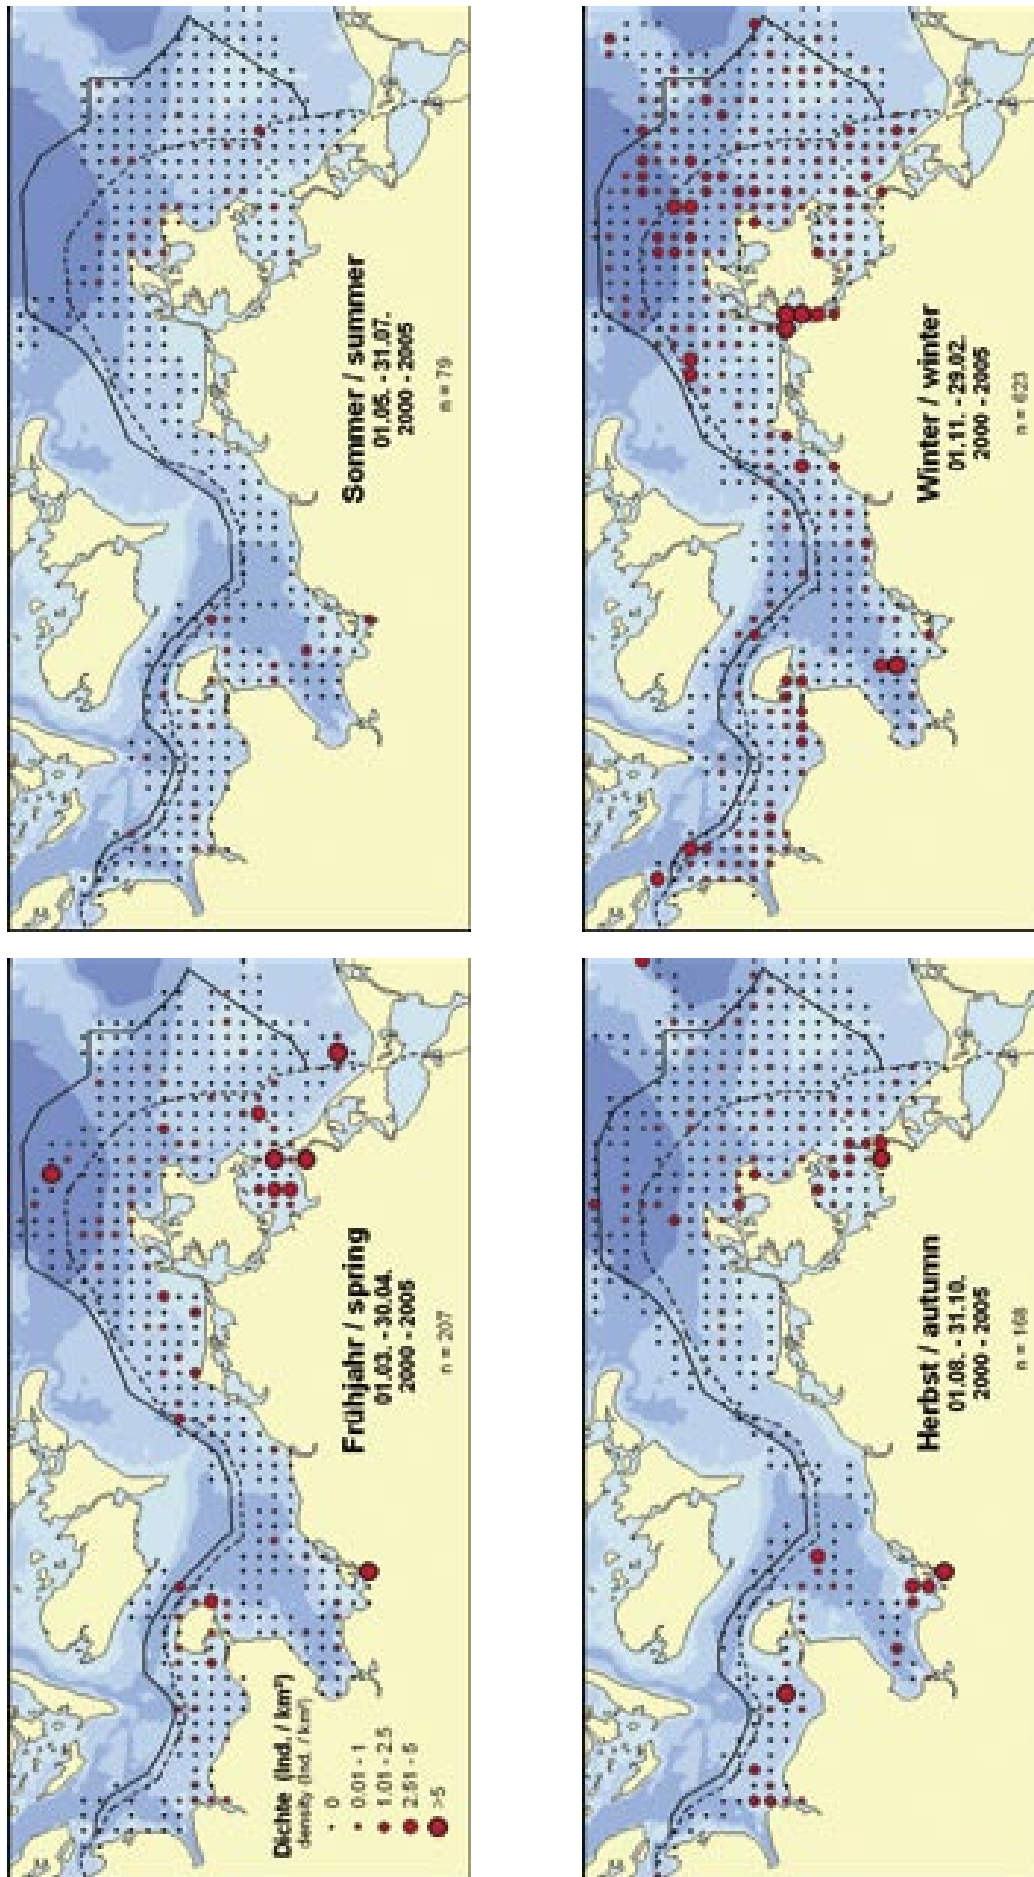 Frühjahr / spring
01.03. - 30.04.
2000 - 2005
n = 207
Dichte (Ind. / km²)
density (Ind. / km²)
0
0.01 - 1
1.01 - 2.5
2.51 - 5
>5
Sommer / summer
01.05. - 31.07.
2000 - 2005
n = 79
Herbst / autumn
01.08. - 31.10.
2000 - 2005
n = 168
Winter / winter
01.11. - 29.02.
2000 - 2005
n = 623